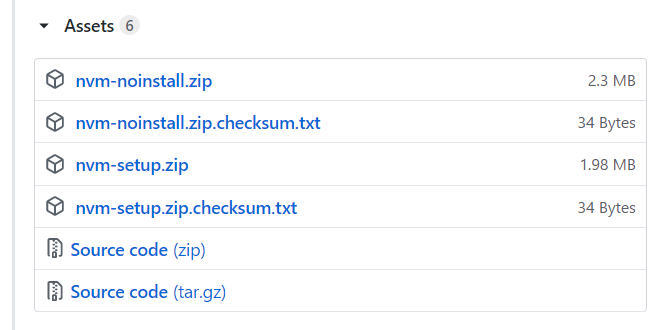 Assets 6
nvm-noinstall.zip 2.3 MB
nvm-noinstall.zip.checksum.txt 34 Bytes
nvm-setup.zip 1.98 MB
nvm-setup.zip.checksum.txt 34 Bytes
Source code (zip)
Source code (tar.gz)